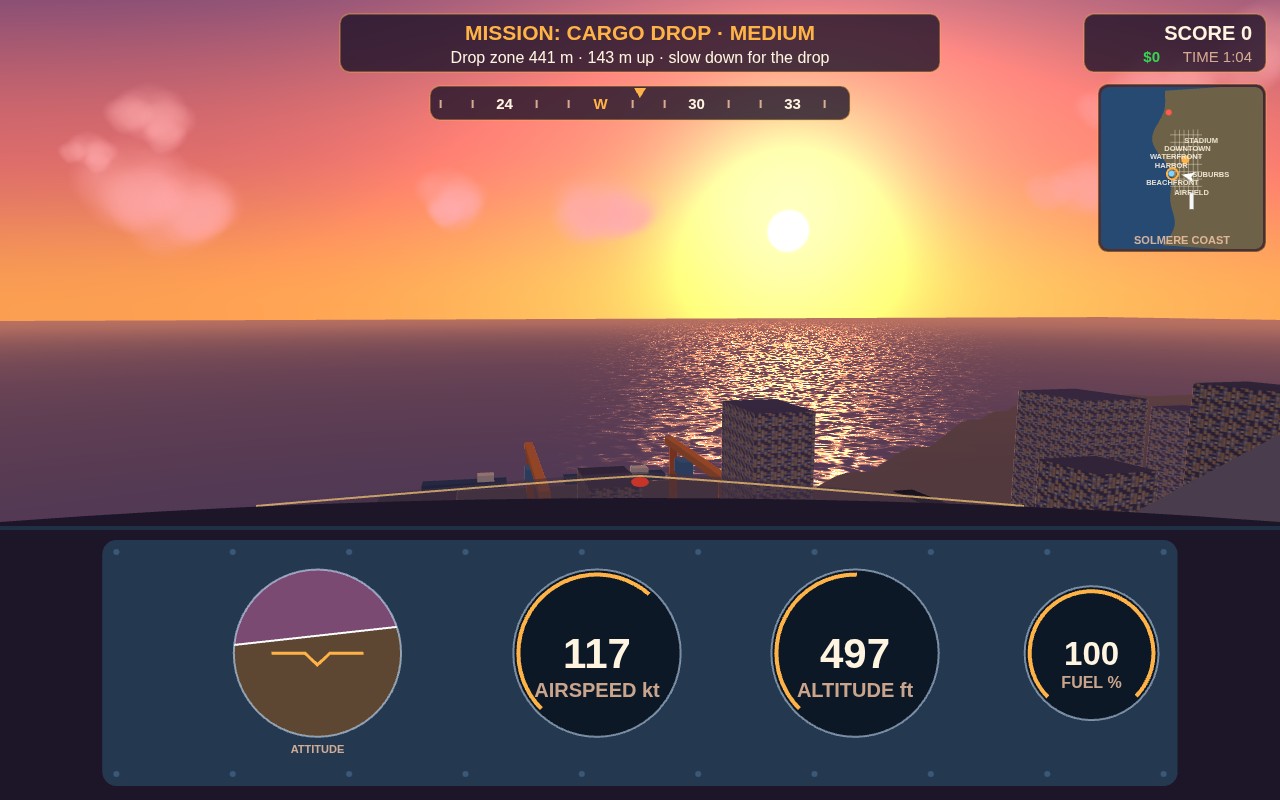 MISSION: CARGO DROP · MEDIUM
Drop zone 441 m · 143 m up · slow down for the drop
SCORE 0
$0 TIME 1:04
24 W 30 33
STADIUM
DOWNTOWN
WATERFRONT
HARBOR
SUBURBS
BEACHFRONT
AIRFIELD
SOLMERE COAST
117
AIRSPEED kt
497
ALTITUDE ft
100
FUEL %
ATTITUDE